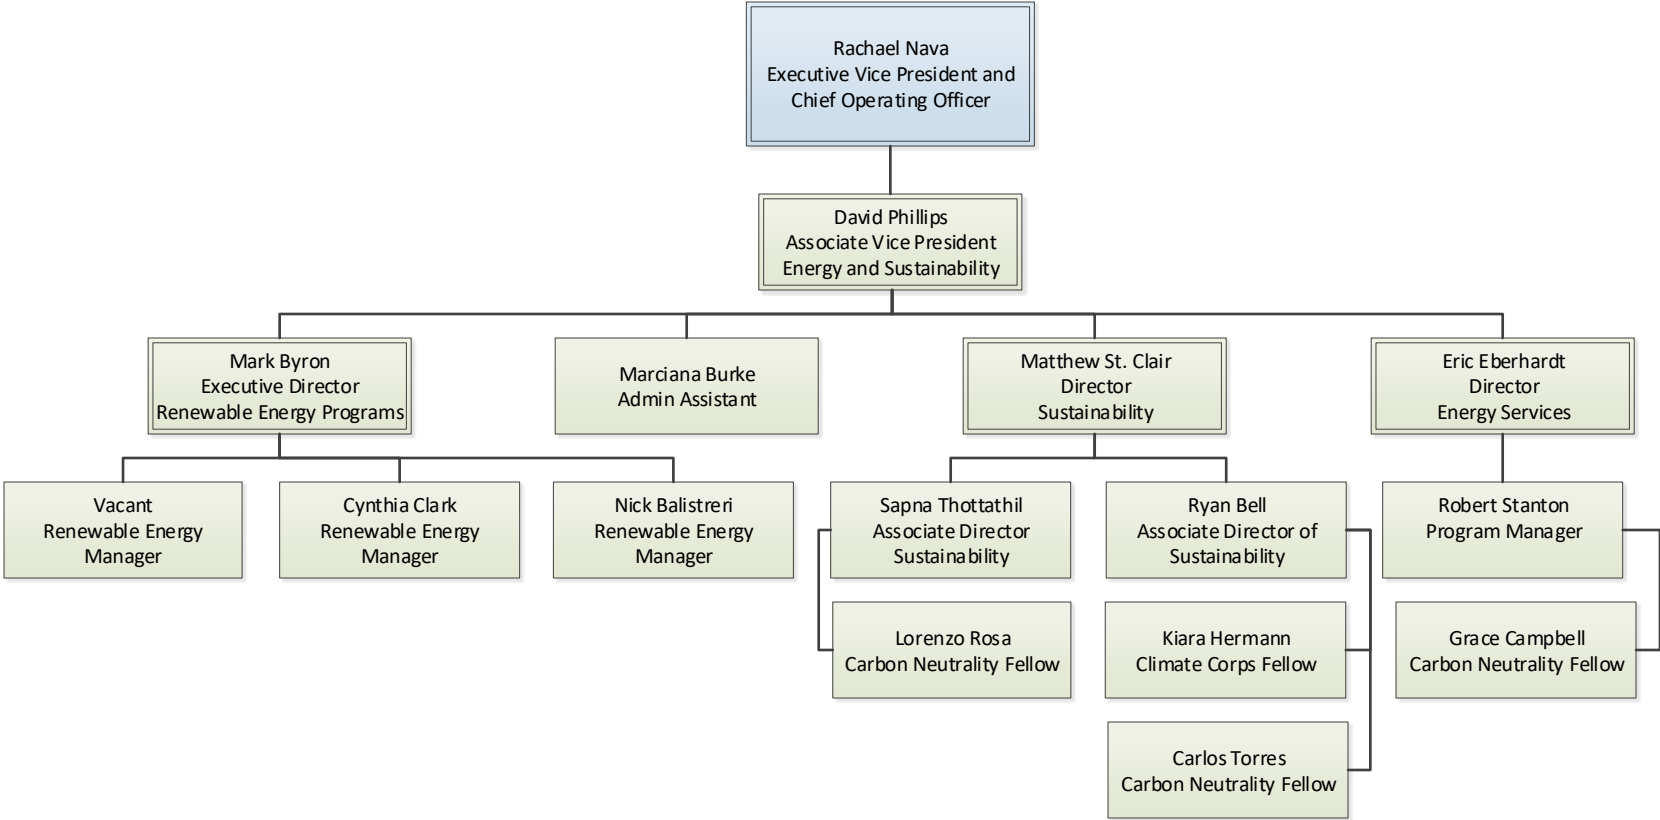 Rachael Nava
Executive Vice President and
Chief Operating Officer
David Phillips
Associate Vice President
Energy and Sustainability
Mark Byron
Executive Director
Renewable Energy Programs
Marciana Burke
Admin Assistant
Matthew St. Clair
Director
Sustainability
Eric Eberhardt
Director
Energy Services
Vacant
Renewable Energy
Manager
Cynthia Clark
Renewable Energy
Manager
Nick Balistreri
Renewable Energy
Manager
Sapna Thottathil
Associate Director
Sustainability
Ryan Bell
Associate Director of
Sustainability
Robert Stanton
Program Manager
Lorenzo Rosa
Carbon Neutrality Fellow
Kiara Hermann
Climate Corps Fellow
Grace Campbell
Carbon Neutrality Fellow
Carlos Torres
Carbon Neutrality Fellow